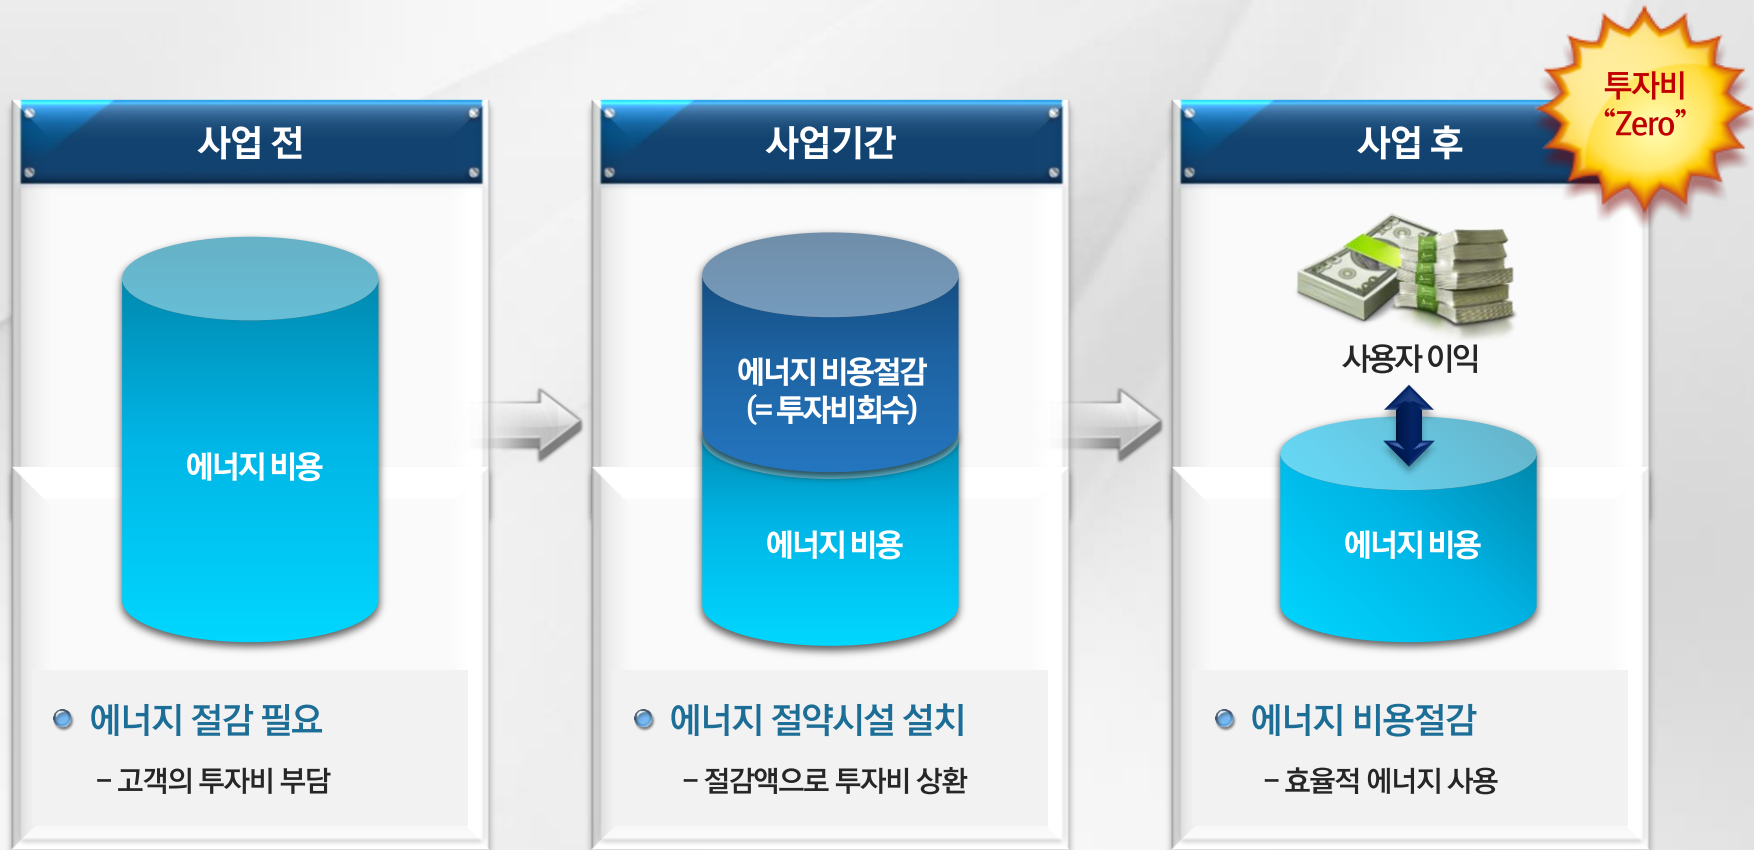 투자비
“Zero”
사업 전
에너지 비용
에너지 절감 필요
– 고객의 투자비 부담
사업기간
에너지 비용절감
(= 투자비회수)
에너지 비용
에너지 절약시설 설치
– 절감액으로 투자비 상환
사업 후
사용자 이익
에너지 비용
에너지 비용절감
– 효율적 에너지 사용